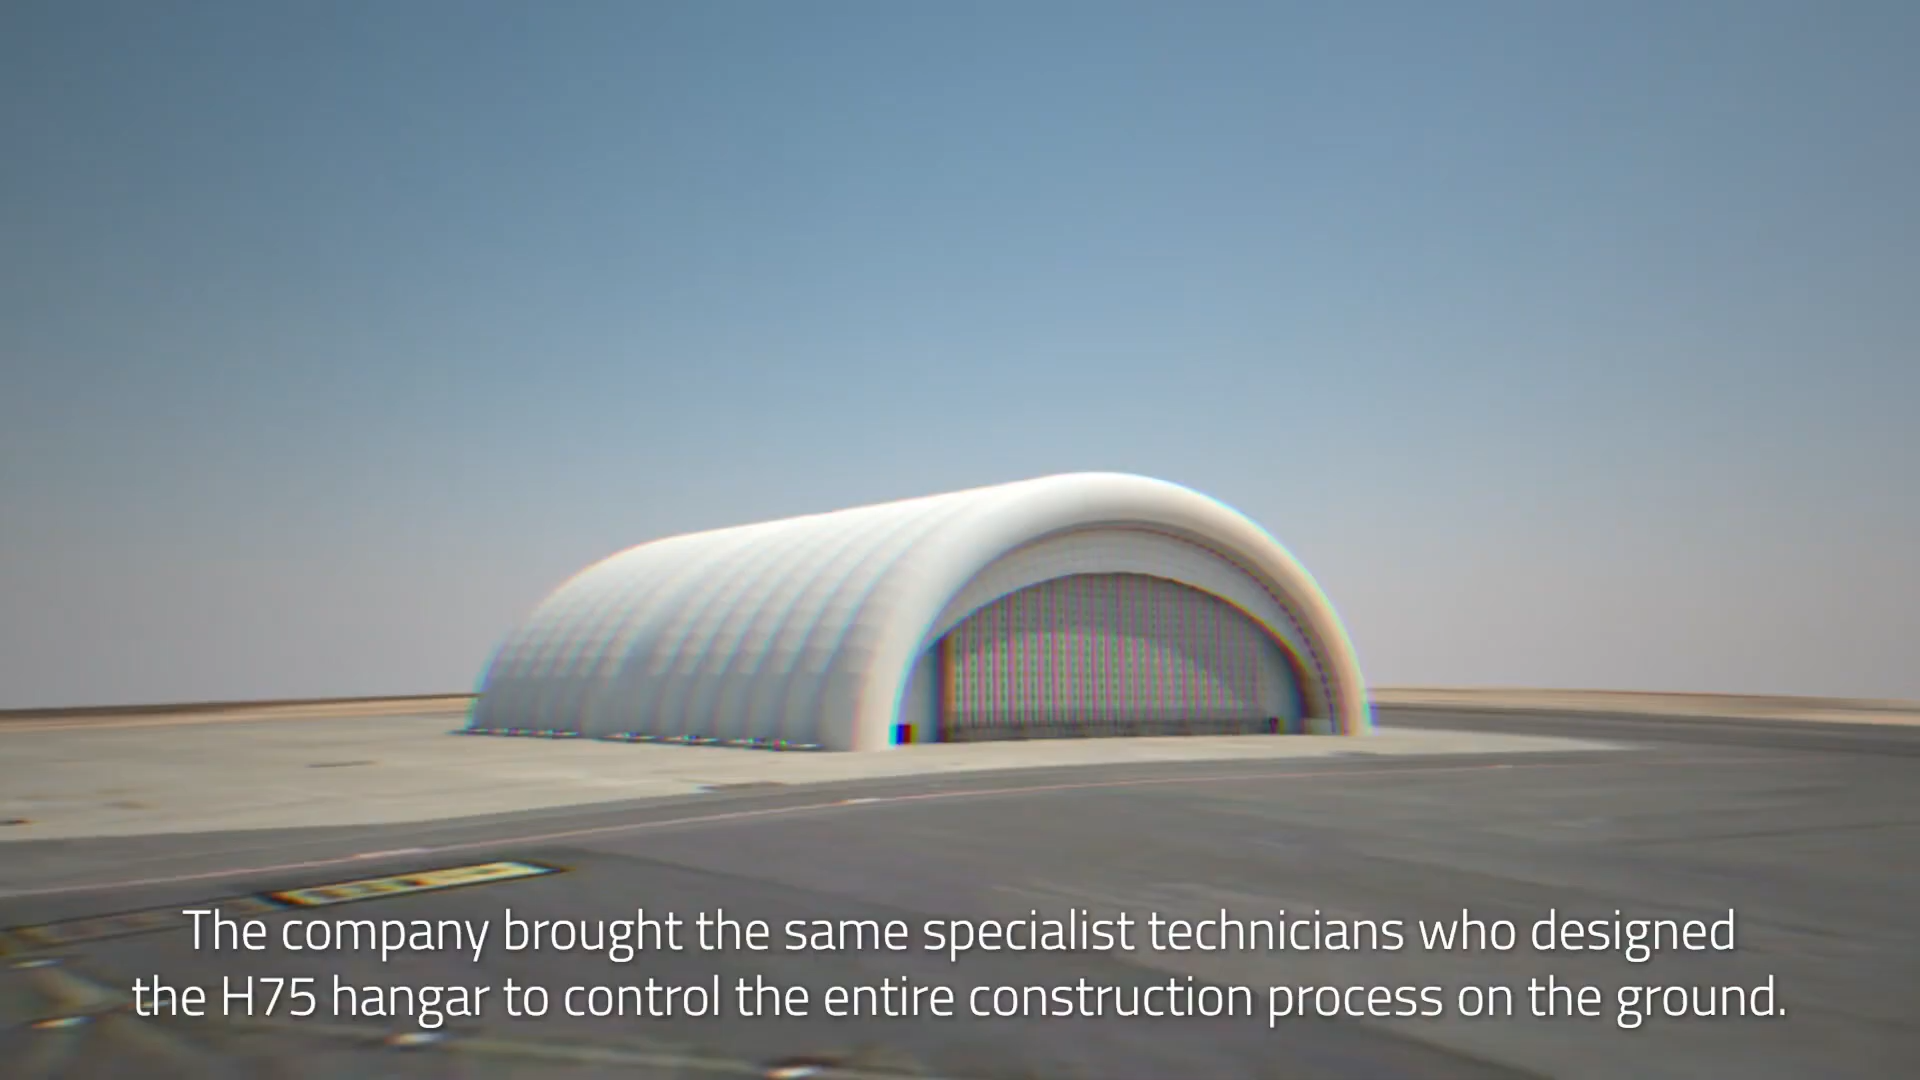 The company brought the same specialist technicians who designed
the H75 hangar to control the entire construction process on the ground.